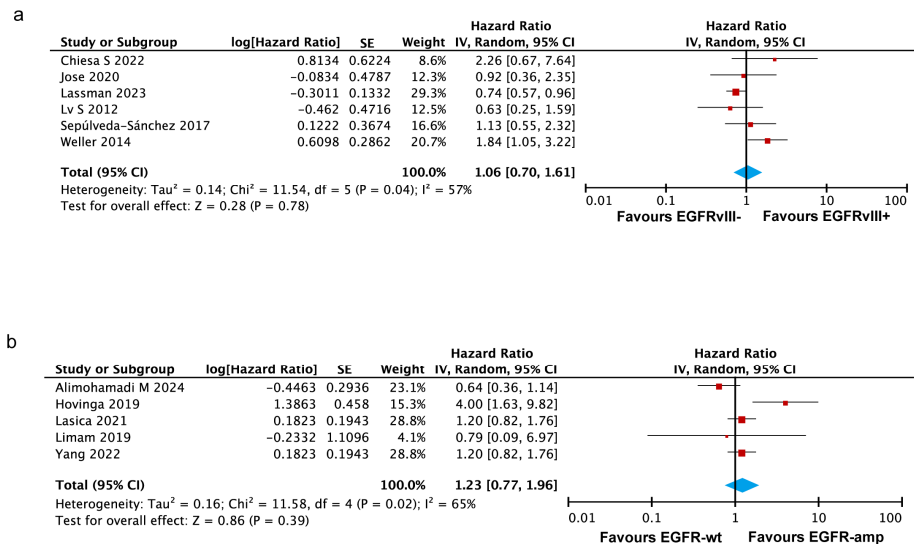 a
Hazard Ratio Hazard Ratio
Study or Subgroup log[Hazard Ratio] SE Weight IV, Random, 95% CI IV, Random, 95% CI
Chiesa S 2022 0.8134 0.6224 8.6% 2.26 [0.67, 7.64]
Jose 2020 −0.0834 0.4787 12.3% 0.92 [0.36, 2.35]
Lassman 2023 −0.3011 0.1332 29.3% 0.74 [0.57, 0.96]
Lv S 2012 −0.462 0.4716 12.5% 0.63 [0.25, 1.59]
Sepúlveda-Sánchez 2017 0.1222 0.3674 16.6% 1.13 [0.55, 2.32]
Weller 2014 0.6098 0.2862 20.7% 1.84 [1.05, 3.22]
Total (95% CI) 100.0% 1.06 [0.70, 1.61]
Heterogeneity: Tau² = 0.14; Chi² = 11.54, df = 5 (P = 0.04); I² = 57%
Test for overall effect: Z = 0.28 (P = 0.78)
0.01 0.1 1 10 100
Favours EGFRvIII- Favours EGFRvIII+
b
Hazard Ratio Hazard Ratio
Study or Subgroup log[Hazard Ratio] SE Weight IV, Random, 95% CI IV, Random, 95% CI
Alimohamadi M 2024 −0.4463 0.2936 23.1% 0.64 [0.36, 1.14]
Hovinga 2019 1.3863 0.458 15.3% 4.00 [1.63, 9.82]
Lasica 2021 0.1823 0.1943 28.8% 1.20 [0.82, 1.76]
Limam 2019 −0.2332 1.1096 4.1% 0.79 [0.09, 6.97]
Yang 2022 0.1823 0.1943 28.8% 1.20 [0.82, 1.76]
Total (95% CI) 100.0% 1.23 [0.77, 1.96]
Heterogeneity: Tau² = 0.16; Chi² = 11.58, df = 4 (P = 0.02); I² = 65%
Test for overall effect: Z = 0.86 (P = 0.39)
0.01 0.1 1 10 100
Favours EGFR-wt Favours EGFR-amp